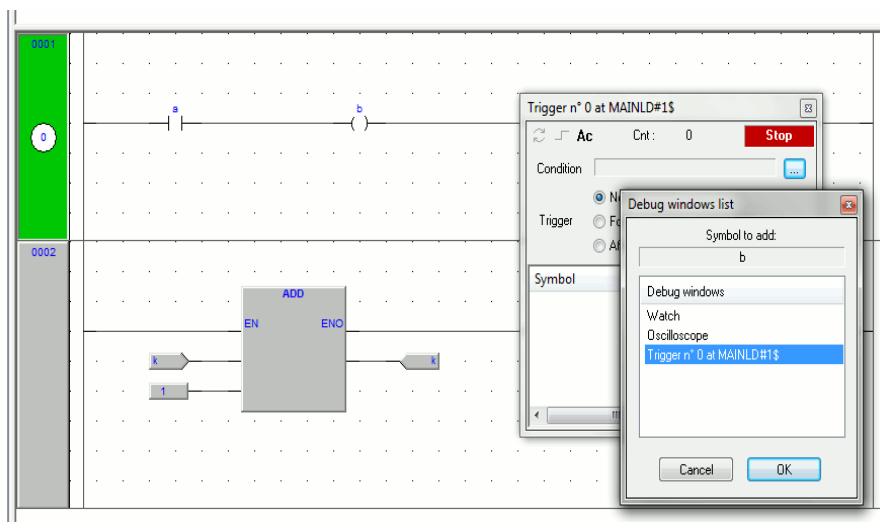 0001
a
b
0
Trigger n° 0 at MAINLD#1$
Ac Cnt: 0 Stop
Condition ...
Trigger
Symbol
0002
ADD
EN ENO
k k
1
Debug windows list
Symbol to add:
b
Debug windows
Watch
Oscilloscope
Trigger n° 0 at MAINLD#1$
Cancel OK